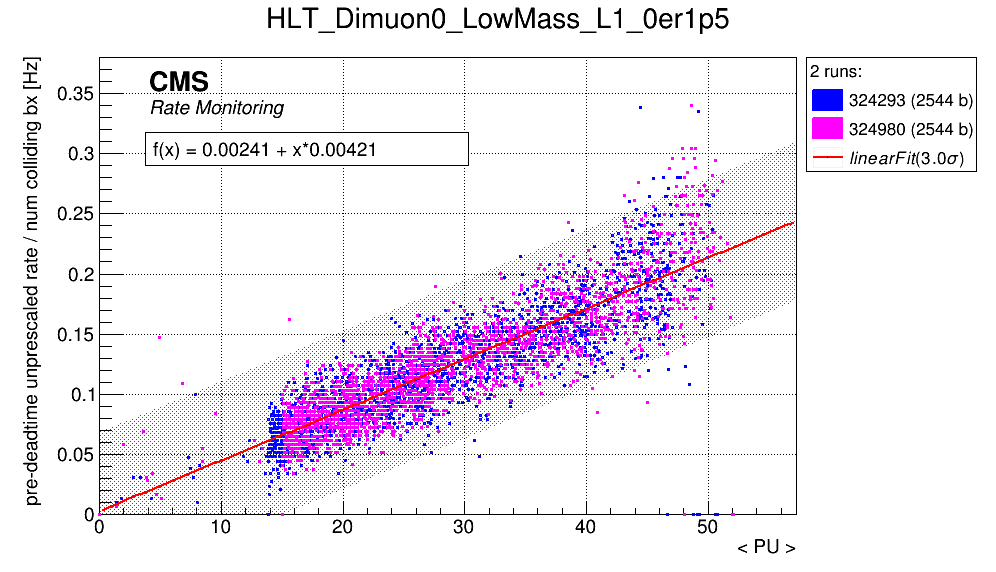 HLT_Dimuon0_LowMass_L1_0er1p5
pre-deadtime unprescaled rate / num colliding bx [Hz]
CMS
Rate Monitoring
f(x) = 0.00241 + x*0.00421
0.35
0.3
0.25
0.2
0.15
0.1
0.05
0
0 10 20 30 40 50
< PU >
2 runs:
324293 (2544 b)
324980 (2544 b)
linearFit(3.0σ)